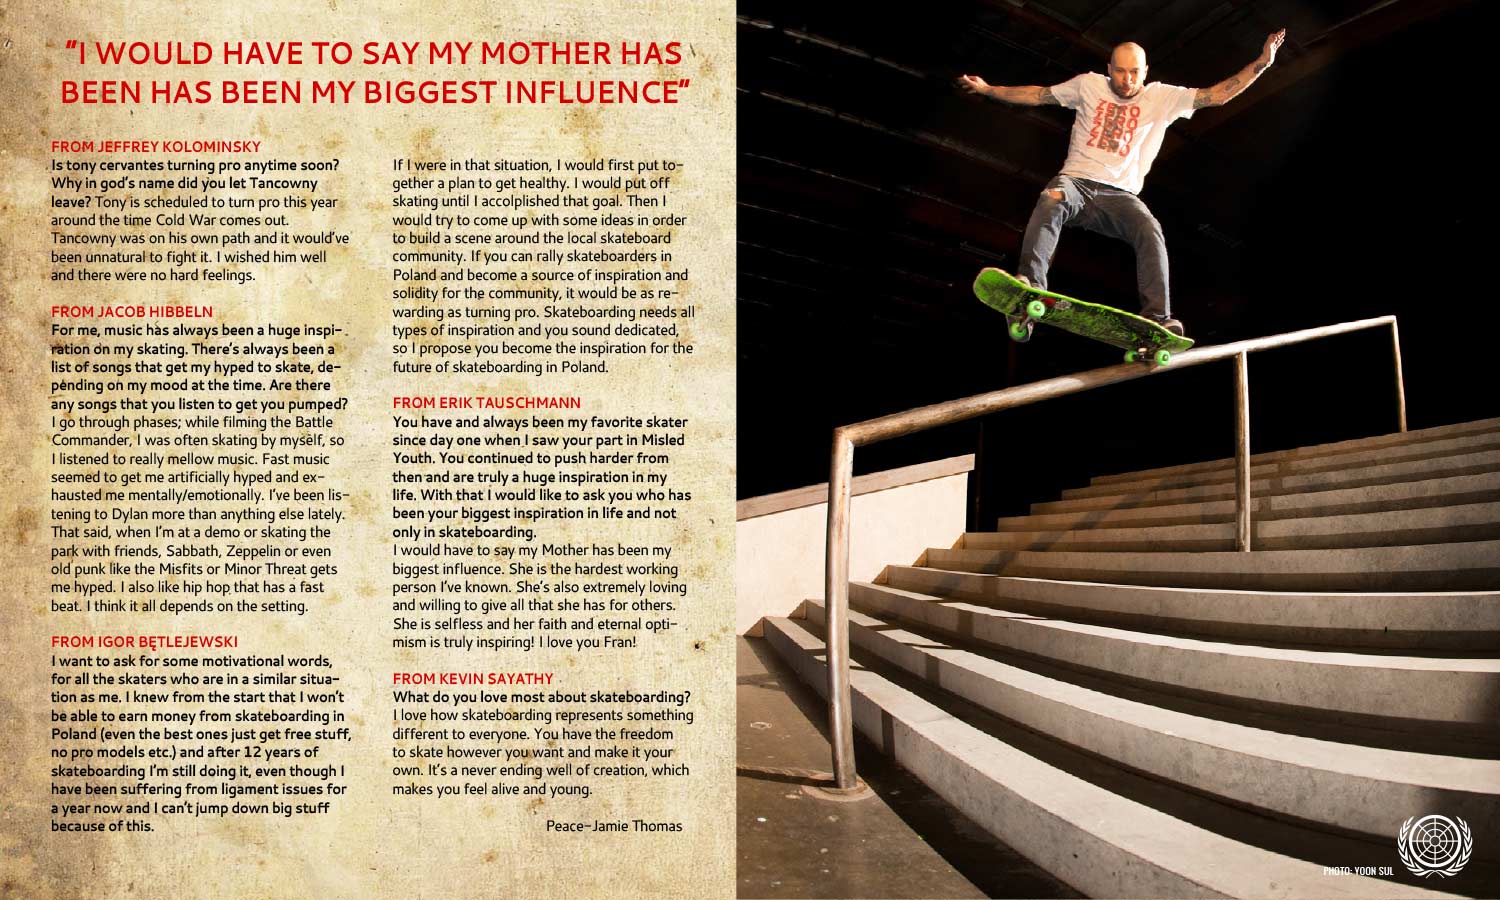 "I WOULD HAVE TO SAY MY MOTHER HAS
BEEN HAS BEEN MY BIGGEST INFLUENCE"
FROM JEFFREY KOLOMINSKY
Is tony cervantes turning pro anytime soon?
Why in god's name did you let Tancowny
leave? Tony is scheduled to turn pro this year
around the time Cold War comes out.
Tancowny was on his own path and it would've
been unnatural to fight it. I wished him well
and there were no hard feelings.
FROM JACOB HIBBELN
For me, music has always been a huge inspi-
ration on my skating. There's always been a
list of songs that get my hyped to skate, de-
pending on my mood at the time. Are there
any songs that you listen to get you pumped?
I go through phases; while filming the Battle
Commander, I was often skating by myself, so
I listened to really mellow music. Fast music
seemed to get me artificially hyped and ex-
hausted me mentally/emotionally. I've been lis-
tening to Dylan more than anything else lately.
That said, when I'm at a demo or skating the
park with friends, Sabbath, Zeppelin or even
old punk like the Misfits or Minor Threat gets
me hyped. I also like hip hop that has a fast
beat. I think it all depends on the setting.
FROM IGOR BĘTLEJEWSKI
I want to ask for some motivational words,
for all the skaters who are in a similar situa-
tion as me. I knew from the start that I won't
be able to earn money from skateboarding in
Poland (even the best ones just get free stuff,
no pro models etc.) and after 12 years of
skateboarding I'm still doing it, even though I
have been suffering from ligament issues for
a year now and I can't jump down big stuff
because of this.
If I were in that situation, I would first put to-
gether a plan to get healthy. I would put off
skating until I accolplished that goal. Then I
would try to come up with some ideas in order
to build a scene around the local skateboard
community. If you can rally skateboarders in
Poland and become a source of inspiration and
solidity for the community, it would be as re-
warding as turning pro. Skateboarding needs all
types of inspiration and you sound dedicated,
so I propose you become the inspiration for the
future of skateboarding in Poland.
FROM ERIK TAUSCHMANN
You have and always been my favorite skater
since day one when I saw your part in Misled
Youth. You continued to push harder from
then and are truly a huge inspiration in my
life. With that I would like to ask you who has
been your biggest inspiration in life and not
only in skateboarding.
I would have to say my Mother has been my
biggest influence. She is the hardest working
person I've known. She's also extremely loving
and willing to give all that she has for others.
She is selfless and her faith and eternal opti-
mism is truly inspiring! I love you Fran!
FROM KEVIN SAYATHY
What do you love most about skateboarding?
I love how skateboarding represents something
different to everyone. You have the freedom
to skate however you want and make it your
own. It's a never ending well of creation, which
makes you feel alive and young.
Peace-Jamie Thomas
PHOTO: YOON SUL